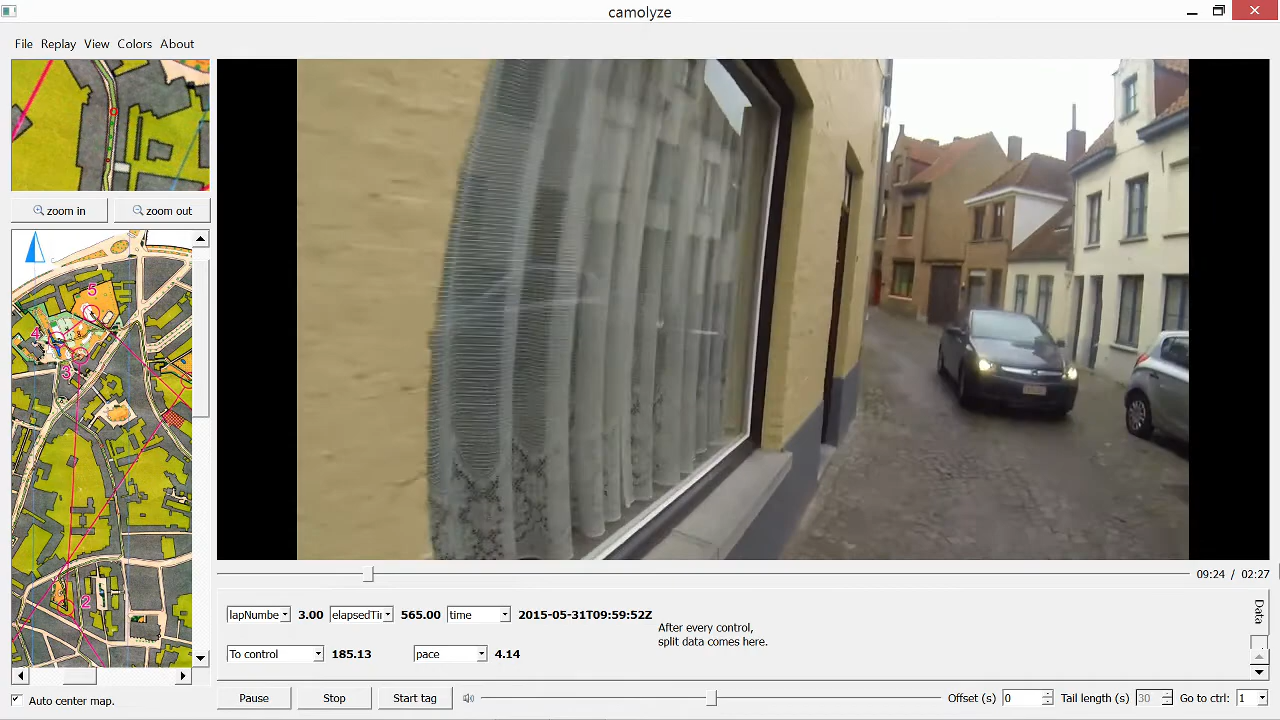 camolyze
File Replay View Colors About
zoom in zoom out
5
4
3
2
09:24 / 02:27
lapNumbe 3.00 elapsedTii 565.00 time 2015-05-31T09:59:52Z
After every control,
split data comes here.
Data
To control 185.13 pace 4.14
Auto center map.
Pause Stop Start tag Offset (s) 0 Tail length (s) 30 Go to ctrl: 1